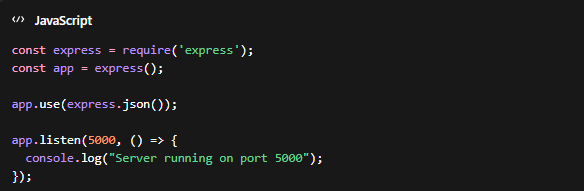 </> JavaScript
const express = require('express');
const app = express();
app.use(express.json());
app.listen(5000, () => {
  console.log("Server running on port 5000");
});